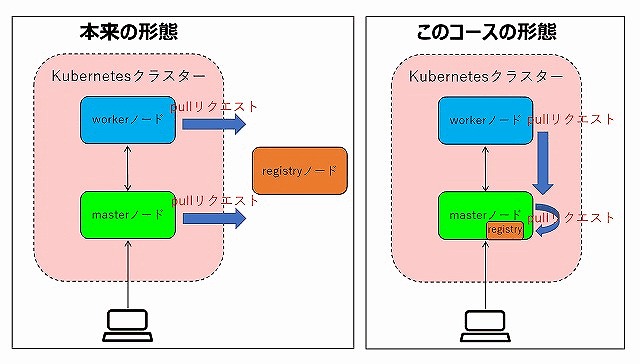 本来の形態
Kubernetesクラスター
workerノード
pullリクエスト
registryノード
masterノード
pullリクエスト
このコースの形態
Kubernetesクラスター
workerノード
pullリクエスト
masterノード
pullリクエスト
registry